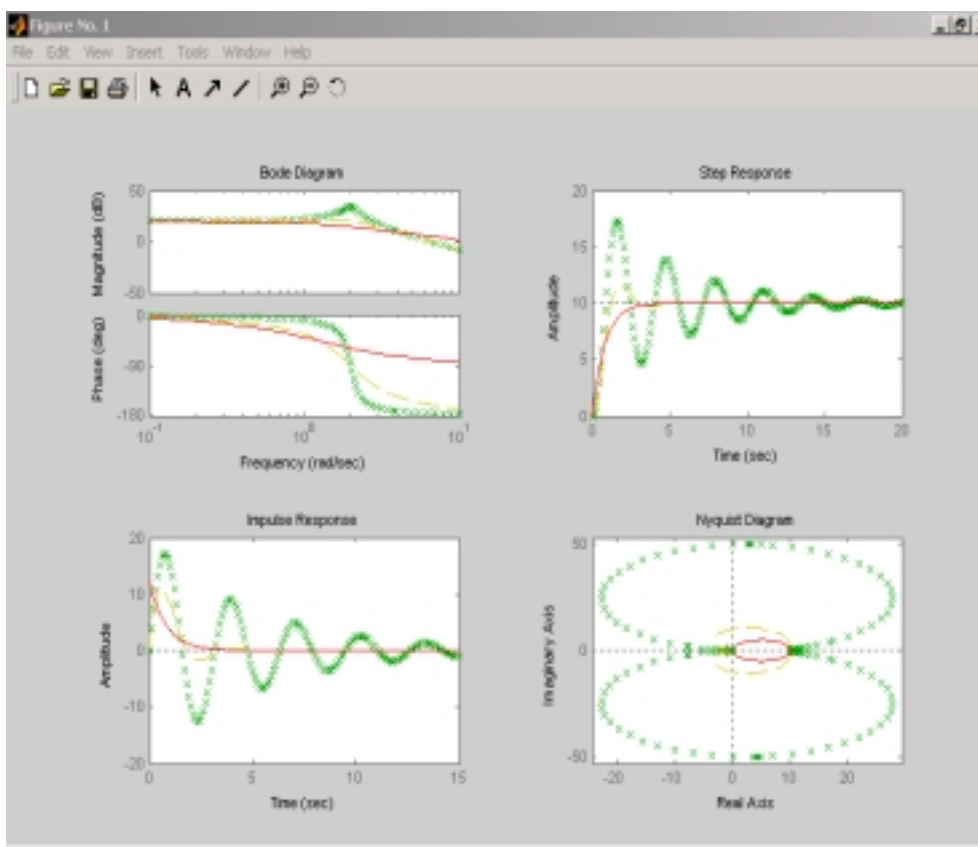 Figure No. 1
File Edit View Insert Tools Window Help
A
Bode Diagram
Magnitude (dB)
50
0
-50
Phase (deg)
0
-90
-180
10^-1
10^0
10^1
Frequency (rad/sec)
Step Response
Amplitude
20
15
10
5
0
0 5 10 15 20
Time (sec)
Impulse Response
Amplitude
20
10
0
-10
-20
0 5 10 15
Time (sec)
Nyquist Diagram
Imaginary Axis
50
0
-50
-20 -10 0 10 20
Real Axis